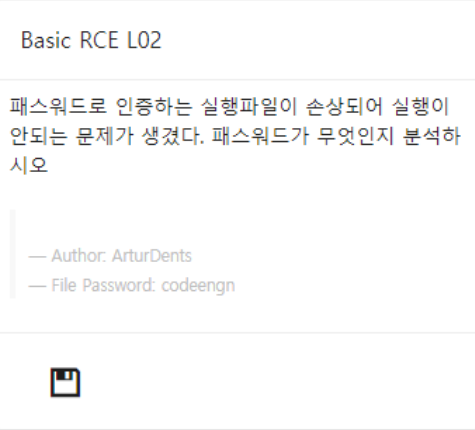 Basic RCE L02
패스워드로 인증하는 실행파일이 손상되어 실행이
안되는 문제가 생겼다. 패스워드가 무엇인지 분석하
시오
— Author: ArturDents
— File Password: codeengn